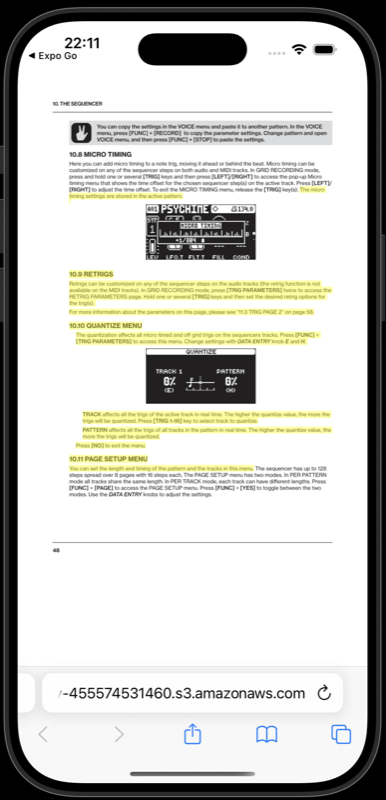 22:11
◀ Expo Go
10. THE SEQUENCER
You can copy the settings in the VOICE menu and paste it to another pattern. In the VOICE
menu, press [FUNC] + [RECORD] to copy the parameter settings. Change pattern and open
VOICE menu, and then press [FUNC] + [STOP] to paste the settings.
10.8 MICRO TIMING
Here you can add micro timing to a note trig, moving it ahead or behind the beat. Micro timing can be
customized on any of the sequencer steps on both audio and MIDI tracks. In GRID RECORDING mode,
press and hold one or several [TRIG] keys and then press [LEFT]/[RIGHT] to access the pop-up Micro
timing menu that shows the time offset for the chosen sequencer step(s) on the active track. Press [LEFT]/
[RIGHT] to adjust the time offset. To exit the MICRO TIMING menu, release the [TRIG] key(s). The micro
timing settings are stored in the active pattern.
A01 PSYCHINE 134.0
MICRO TIMING
+1/384
LEV LFO.T FLT.T FILL COND
10.9 RETRIGS
Retrigs can be customized on any of the sequencer steps on the audio tracks (the retrig function is not
available on the MIDI tracks). In GRID RECORDING mode, press [TRIG PARAMETERS] twice to access the
RETRIG PARAMETERS page. Hold one or several [TRIG] keys and then set the desired retrig options for
the trig(s).
For more information about the parameters on this page, please see "11.3 TRIG PAGE 2" on page 58.
10.10 QUANTIZE MENU
The quantization affects all micro timed and off grid trigs on the sequencers tracks. Press [FUNC] +
[TRIG PARAMETERS] to access this menu. Change settings with DATA ENTRY knob E and H.
QUANTIZE
TRACK 1 PATTERN
0% 0%
TRACK affects all the trigs of the active track in real time. The higher the quantize value, the more the
trigs will be quantized. Press [TRIG 1–16] key to select track to quantize.
PATTERN affects all the trigs of all tracks in the pattern in real time. The higher the quantize value, the
more the trigs will be quantized.
Press [NO] to exit the menu.
10.11 PAGE SETUP MENU
You can set the length and timing of the pattern and the tracks in this menu. The sequencer has up to 128
steps spread over 8 pages with 16 steps each. The PAGE SETUP menu has two modes. In PER PATTERN
mode all tracks share the same length. In PER TRACK mode, each track can have different lengths. Press
[FUNC] + [PAGE] to access the PAGE SETUP menu. Press [FUNC] + [YES] to toggle between the two
modes. Use the DATA ENTRY knobs to adjust the settings.
48
-455574531460.s3.amazonaws.com